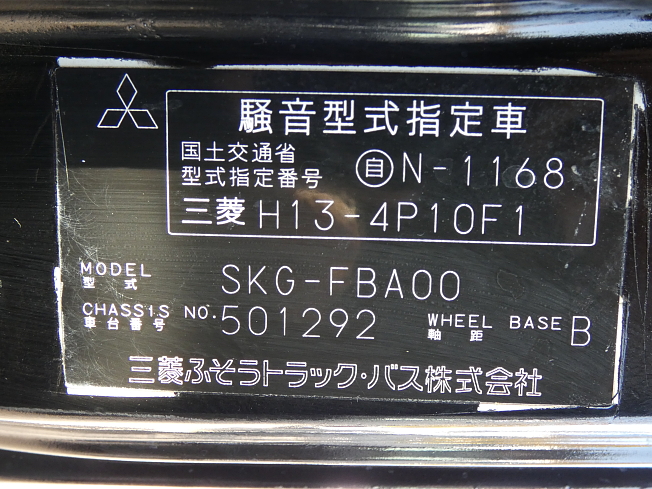 騒音型式指定車
国土交通省
型式指定番号 自N-1168
三菱 H13-4P10F1
MODEL
型式 SKG-FBA00
CHASSIS NO.
車台番号 501292 WHEEL BASE
軸距 B
三菱ふそうトラック・バス株式会社